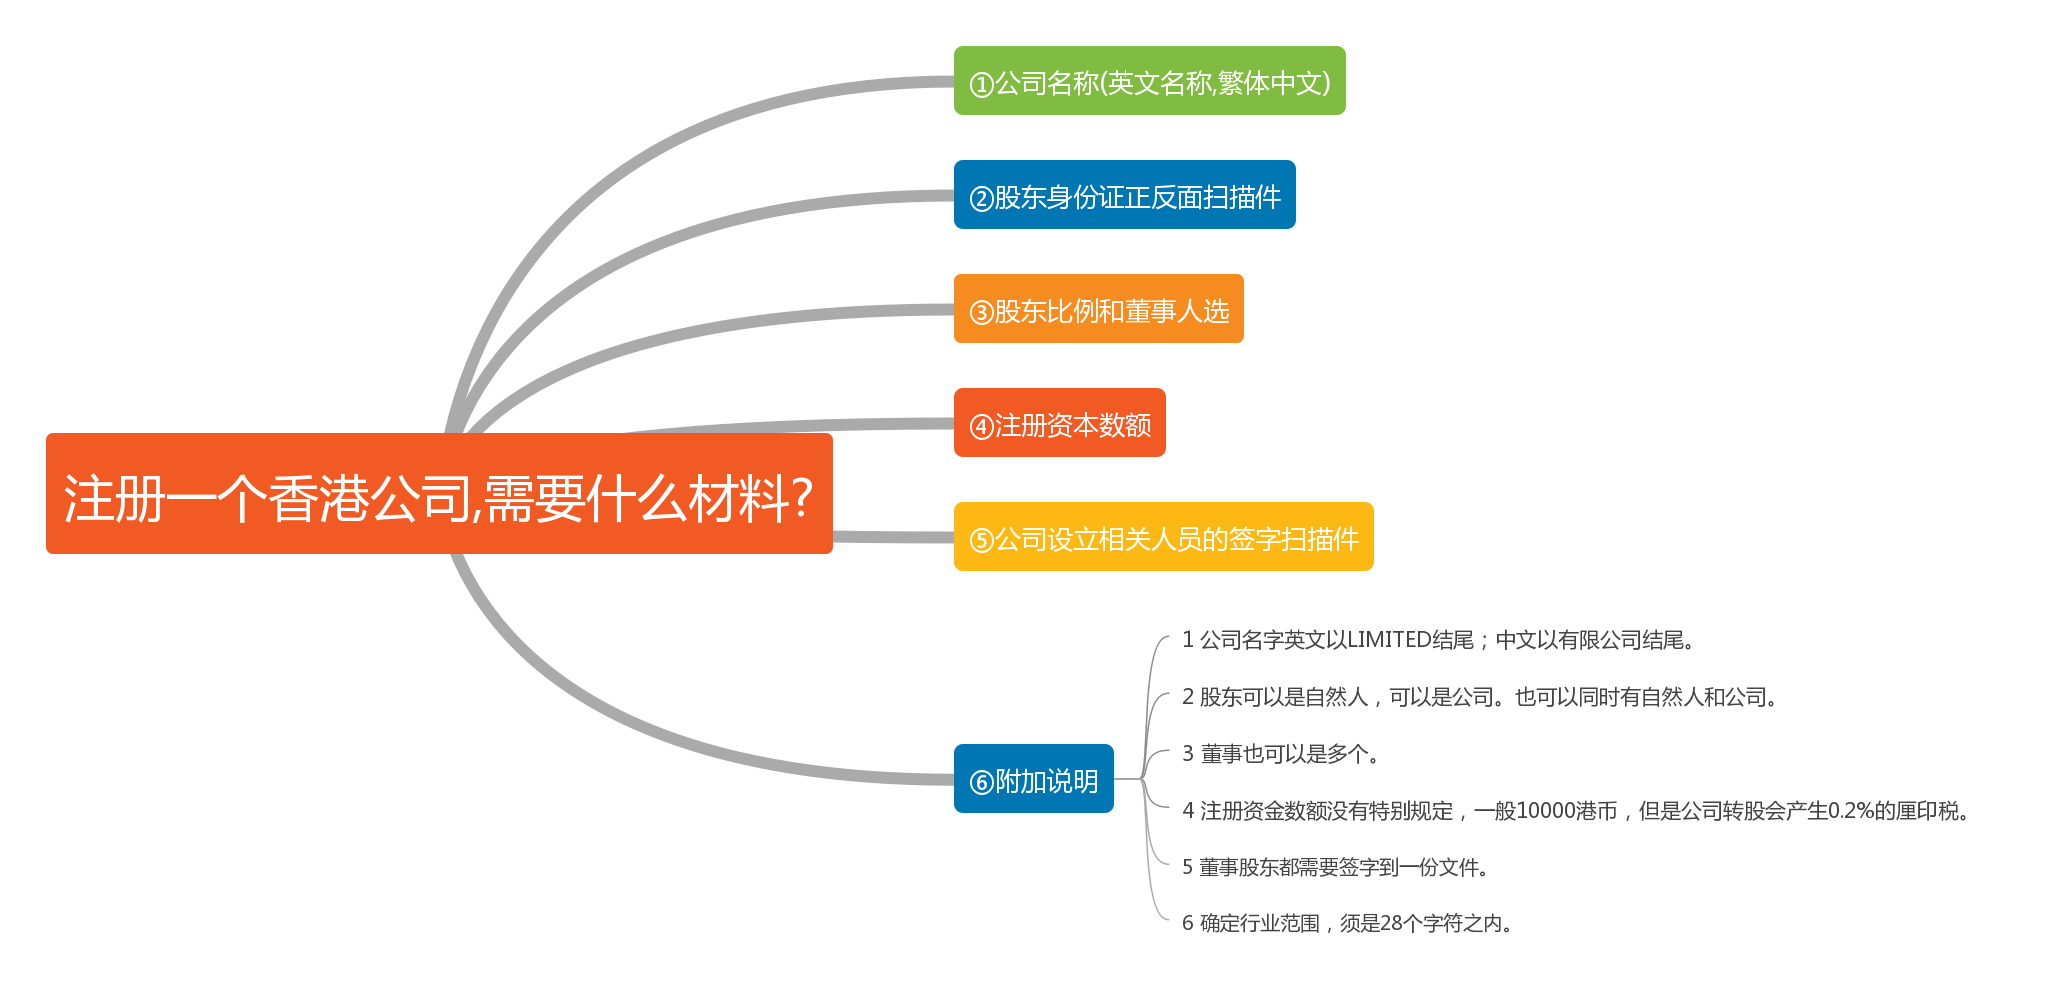 注册一个香港公司,需要什么材料?
①公司名称(英文名称,繁体中文)
②股东身份证正反面扫描件
③股东比例和董事人选
④注册资本数额
⑤公司设立相关人员的签字扫描件
⑥附加说明
1 公司名字英文以LIMITED结尾；中文以有限公司结尾。
2 股东可以是自然人，可以是公司。也可以同时有自然人和公司。
3 董事也可以是多个。
4 注册资金数额没有特别规定，一般10000港币，但是公司转股会产生0.2%的厘印税。
5 董事股东都需要签字到一份文件。
6 确定行业范围，须是28个字符之内。